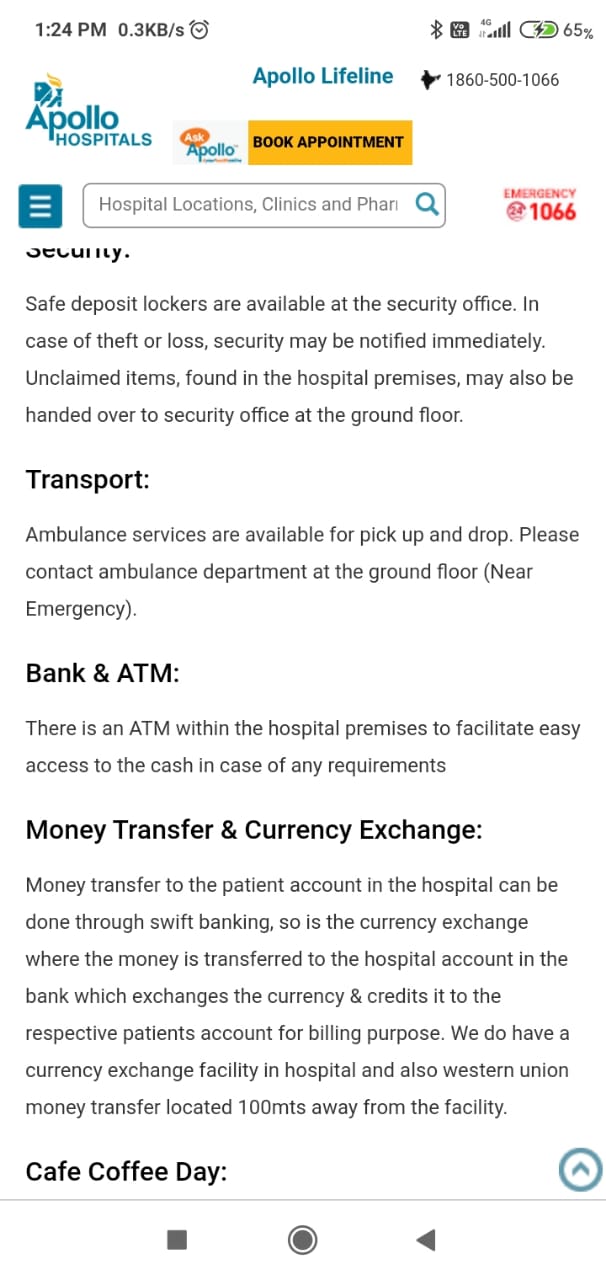 1:24 PM 0.3KB/s
VO LTE 4G 65%
Apollo Lifeline 1860-500-1066
Apollo
HOSPITALS
Ask
Apollo
BOOK APPOINTMENT
Hospital Locations, Clinics and Phar
EMERGENCY
24 1066
Security:
Safe deposit lockers are available at the security office. In
case of theft or loss, security may be notified immediately.
Unclaimed items, found in the hospital premises, may also be
handed over to security office at the ground floor.
Transport:
Ambulance services are available for pick up and drop. Please
contact ambulance department at the ground floor (Near
Emergency).
Bank & ATM:
There is an ATM within the hospital premises to facilitate easy
access to the cash in case of any requirements
Money Transfer & Currency Exchange:
Money transfer to the patient account in the hospital can be
done through swift banking, so is the currency exchange
where the money is transferred to the hospital account in the
bank which exchanges the currency & credits it to the
respective patients account for billing purpose. We do have a
currency exchange facility in hospital and also western union
money transfer located 100mts away from the facility.
Cafe Coffee Day: